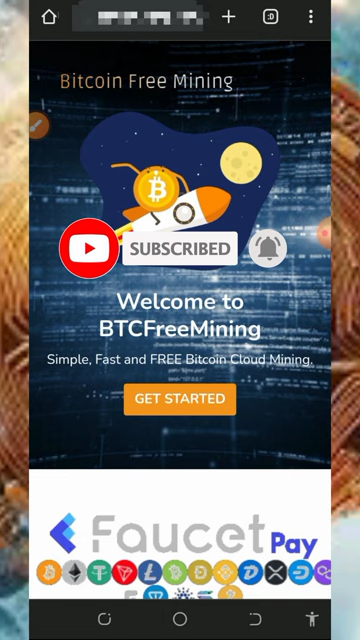 Bitcoin Free Mining
SUBSCRIBED
Welcome to
BTCFreeMining
Simple, Fast and FREE Bitcoin Cloud Mining.
GET STARTED
FaucetPay